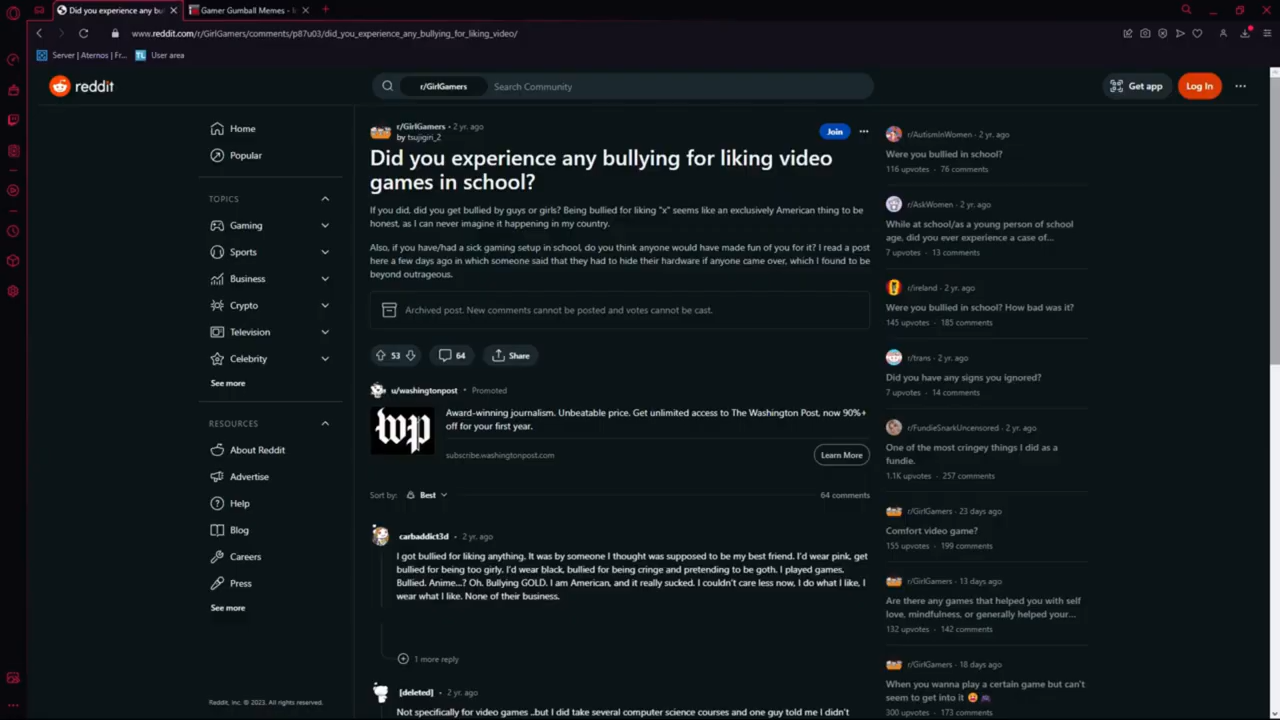 Did you experience any bu
Gamer Gumball Memes - I
www.reddit.com/r/GirlGamers/comments/p87u03/did_you_experience_any_bullying_for_liking_video/
Server | Aternos | Fr...
TL User area
reddit
r/GirlGamers
Search Community
Get app
Log In
Home
Popular
TOPICS
Gaming
Sports
Business
Crypto
Television
Celebrity
See more
RESOURCES
About Reddit
Advertise
Help
Blog
Careers
Press
See more
Reddit, Inc. © 2023. All rights reserved.
r/GirlGamers · 2 yr. ago
by tsujigiri_2
Join
Did you experience any bullying for liking video
games in school?
If you did, did you get bullied by guys or girls? Being bullied for liking "x" seems like an exclusively American thing to be
honest, as I can never imagine it happening in my country.
Also, if you have/had a sick gaming setup in school, do you think anyone would have made fun of you for it? I read a post
here a few days ago in which someone said that they had to hide their hardware if anyone came over, which I found to be
beyond outrageous.
Archived post. New comments cannot be posted and votes cannot be cast.
53
64
Share
u/washingtonpost • Promoted
wp
Award-winning journalism. Unbeatable price. Get unlimited access to The Washington Post, now 90%+
off for your first year.
subscribe.washingtonpost.com
Learn More
Sort by: Best
64 comments
carbaddict3d • 2 yr. ago
I got bullied for liking anything. It was by someone I thought was supposed to be my best friend. I'd wear pink, get
bullied for being too girly. I'd wear black, bullied for being cringe and pretending to be goth. I played games.
Bullied. Anime...? Oh. Bullying GOLD. I am American, and it really sucked. I couldn't care less now, I do what I like, I
wear what I like. None of their business.
1 more reply
[deleted] • 2 yr. ago
Not specifically for video games ..but I did take several computer science courses and one guy told me I didn't
r/AutismInWomen · 2 yr. ago
Were you bullied in school?
116 upvotes · 76 comments
r/AskWomen · 2 yr. ago
While at school/as a young person of school
age, did you ever experience a case of...
7 upvotes · 13 comments
r/ireland · 2 yr. ago
Were you bullied in school? How bad was it?
145 upvotes · 185 comments
r/trans · 2 yr. ago
Did you have any signs you ignored?
7 upvotes · 14 comments
r/FundieSnarkUncensored · 2 yr. ago
One of the most cringey things I did as a
fundie.
1.1K upvotes · 257 comments
r/GirlGamers · 23 days ago
Comfort video game?
155 upvotes · 199 comments
r/GirlGamers · 13 days ago
Are there any games that helped you with self
love, mindfulness, or generally helped your...
132 upvotes · 142 comments
r/GirlGamers · 18 days ago
When you wanna play a certain game but can't
seem to get into it 😩 🎮
300 upvotes · 173 comments